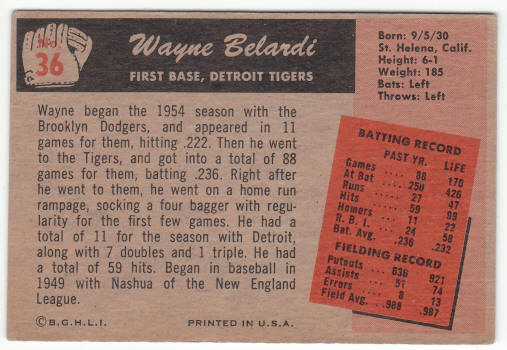 No.
36
Wayne Belardi
FIRST BASE, DETROIT TIGERS
Born: 9/5/30
St. Helena, Calif.
Height: 6-1
Weight: 185
Bats: Left
Throws: Left
Wayne began the 1954 season with the
Brooklyn Dodgers, and appeared in 11
games for them, hitting .222. Then he went
to the Tigers, and got into a total of 88
games for them, batting .236. Right after
he went to them, he went on a home run
rampage, socking a four bagger with regu-
larity for the first few games. He had a
total of 11 for the season with Detroit,
along with 7 doubles and 1 triple. He had
a total of 59 hits. Began in baseball in
1949 with Nashua of the New England
League.
BATTING RECORD
PAST YR. LIFE
Games 88 170
At Bat 250 426
Runs 27 47
Hits 59 99
Homers 11 22
R. B. I. 24 58
Bat. Avg. .236 .232
FIELDING RECORD
Putouts 636 921
Assists 51 74
Errors 8 13
Field Avg. .988 .987
©B.G.H.L.I.
PRINTED IN U.S.A.